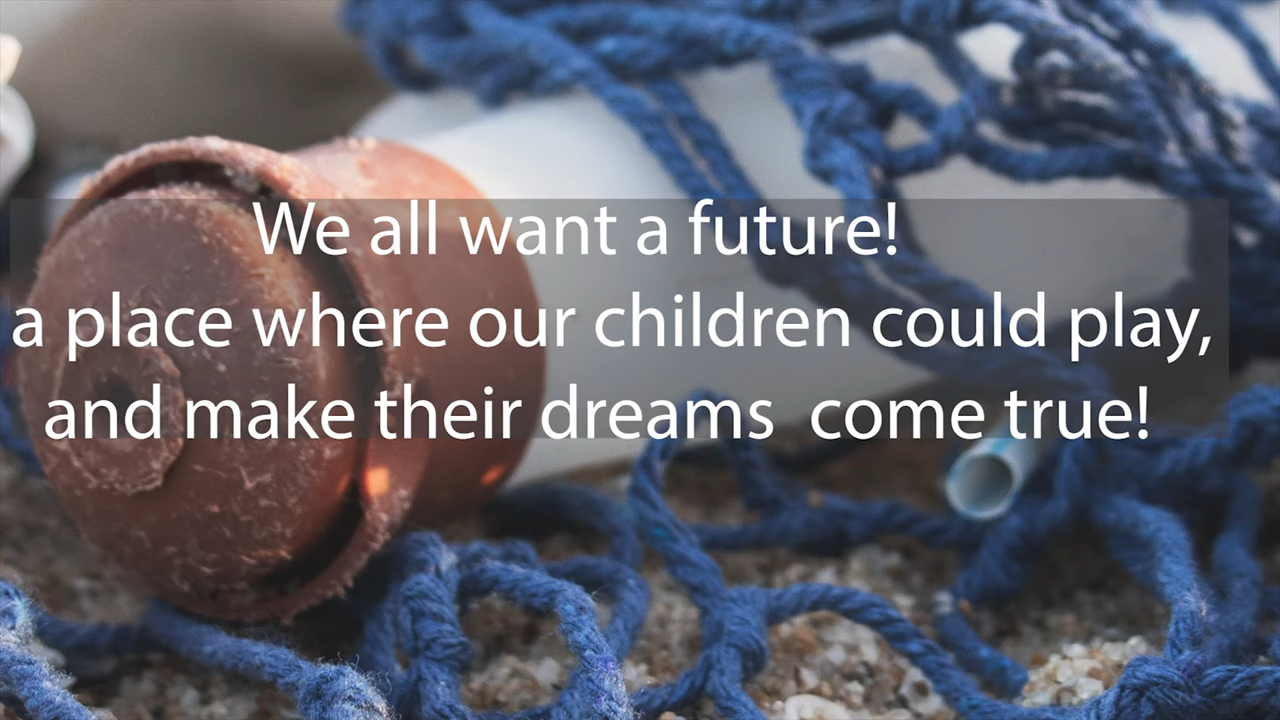 We all want a future!
a place where our children could play,
and make their dreams  come true!